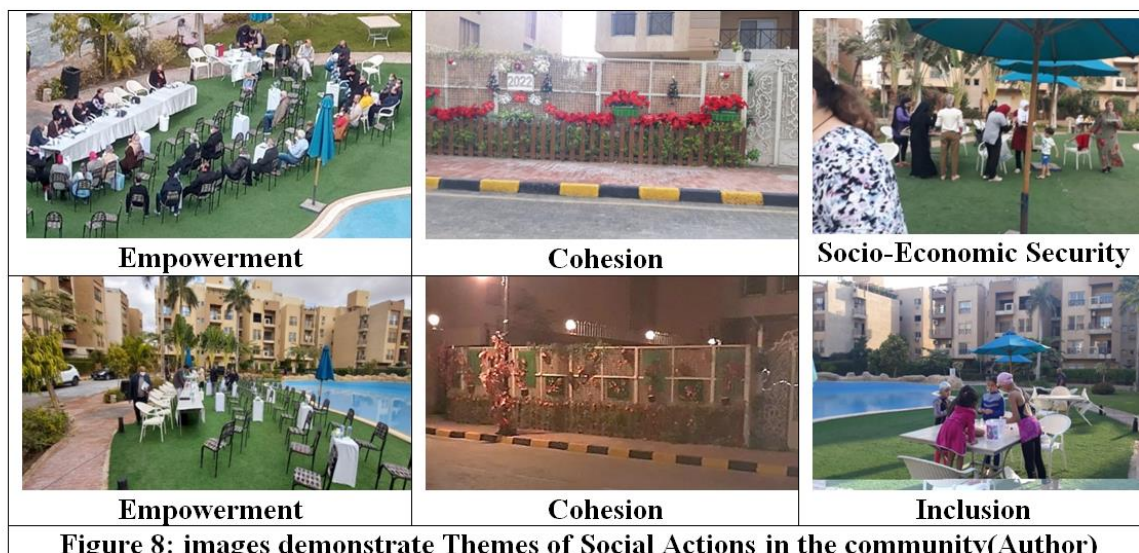 2022
Empowerment
Cohesion
Socio-Economic Security
Empowerment
Cohesion
Inclusion
Figure 8: images demonstrate Themes of Social Actions in the community(Author)